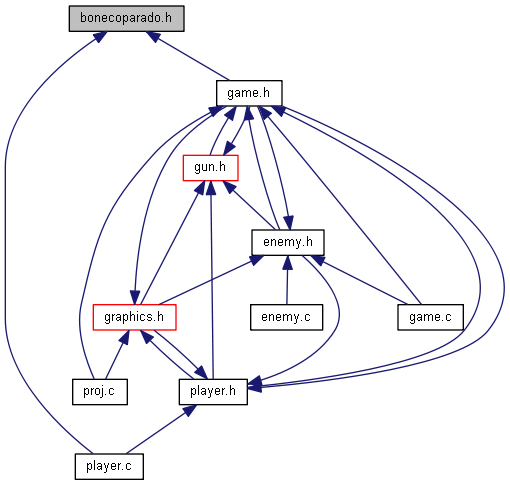 bonecoparado.h
game.h
gun.h
enemy.h
graphics.h
enemy.c
game.c
proj.c
player.h
player.c